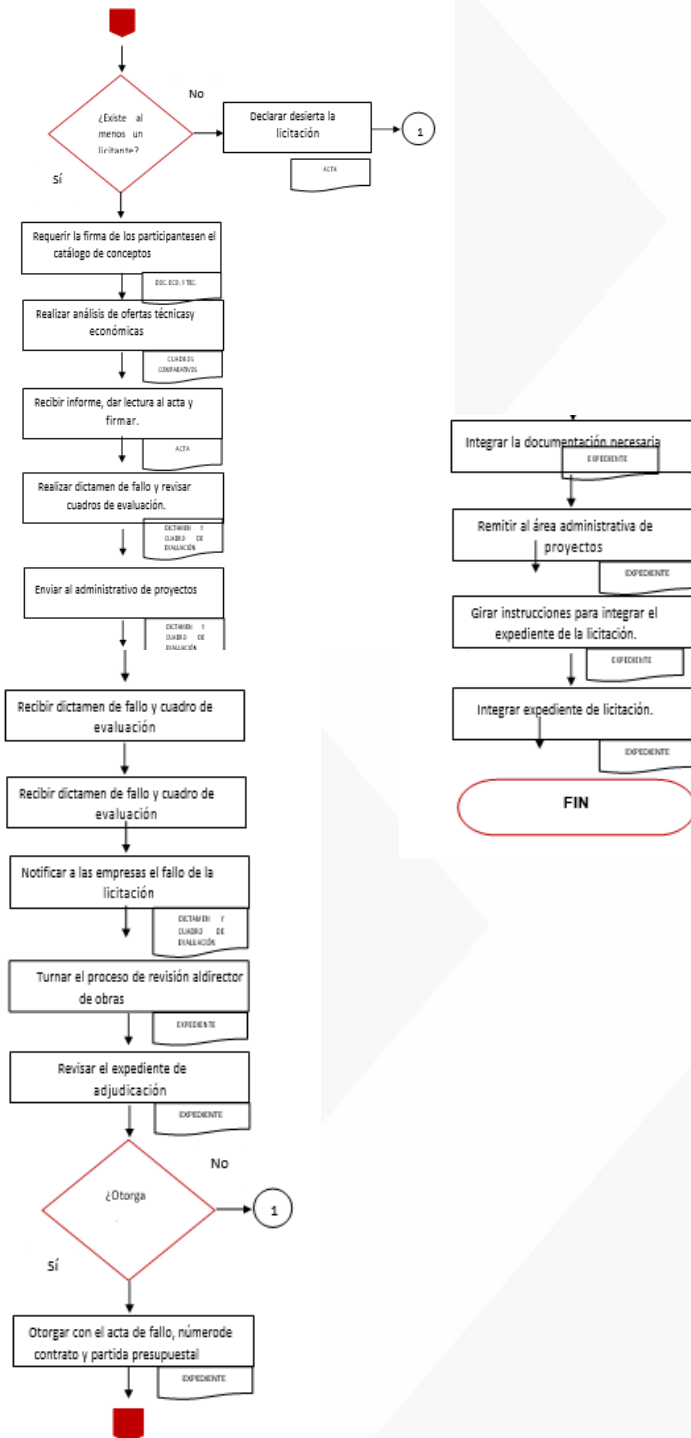 No
¿Existe al
menos un
licitante?
Declarar desierta la
licitación
1
ACTA
Sí
Requerir la firma de los participantesen el
catálogo de conceptos
DOC. ECO. Y TEC.
Realizar análisis de ofertas técnicasy
económicas
CUADROS
COMPARATIVOS
Recibir informe, dar lectura al acta y
firmar.
ACTA
Realizar dictamen de fallo y revisar
cuadros de evaluación.
DICTAMEN Y
CUADRO DE
EVALUACIÓN
Enviar al administrativo de proyectos
DICTAMEN Y
CUADRO DE
EVALUACIÓN
Recibir dictamen de fallo y cuadro de
evaluación
Recibir dictamen de fallo y cuadro de
evaluación
Notificar a las empresas el fallo de la
licitación
DICTAMEN Y
CUADRO DE
EVALUACIÓN
Turnar el proceso de revisión aldirector
de obras
EXPEDIENTE
Revisar el expediente de
adjudicación
EXPEDIENTE
No
¿Otorga
1
Sí
Otorgar con el acta de fallo, númerode
contrato y partida presupuestal
EXPEDIENTE
Integrar la documentación necesaria
EXPEDIENTE
Remitir al área administrativa de
proyectos
EXPEDIENTE
Girar instrucciones para integrar el
expediente de la licitación.
EXPEDIENTE
Integrar expediente de licitación.
EXPEDIENTE
FIN